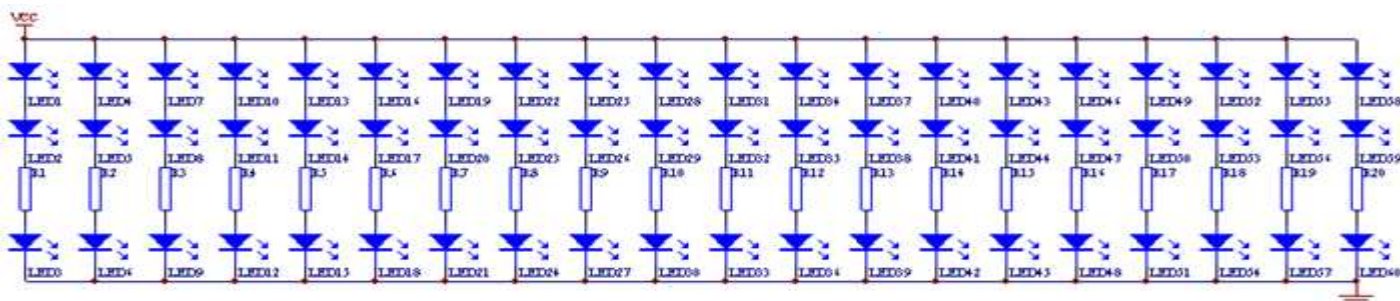 VCC
LED1 LED4 LED7 LED10 LED13 LED16 LED19 LED22 LED25 LED28 LED31 LED34 LED37 LED40 LED43 LED46 LED49 LED52 LED55 LED58
LED2 LED5 LED8 LED11 LED14 LED17 LED20 LED23 LED26 LED29 LED32 LED35 LED38 LED41 LED44 LED47 LED50 LED53 LED56 LED59
R1 R2 R3 R4 R5 R6 R7 R8 R9 R10 R11 R12 R13 R14 R15 R16 R17 R18 R19 R20
LED3 LED6 LED9 LED12 LED15 LED18 LED21 LED24 LED27 LED30 LED33 LED36 LED39 LED42 LED45 LED48 LED51 LED54 LED57 LED60